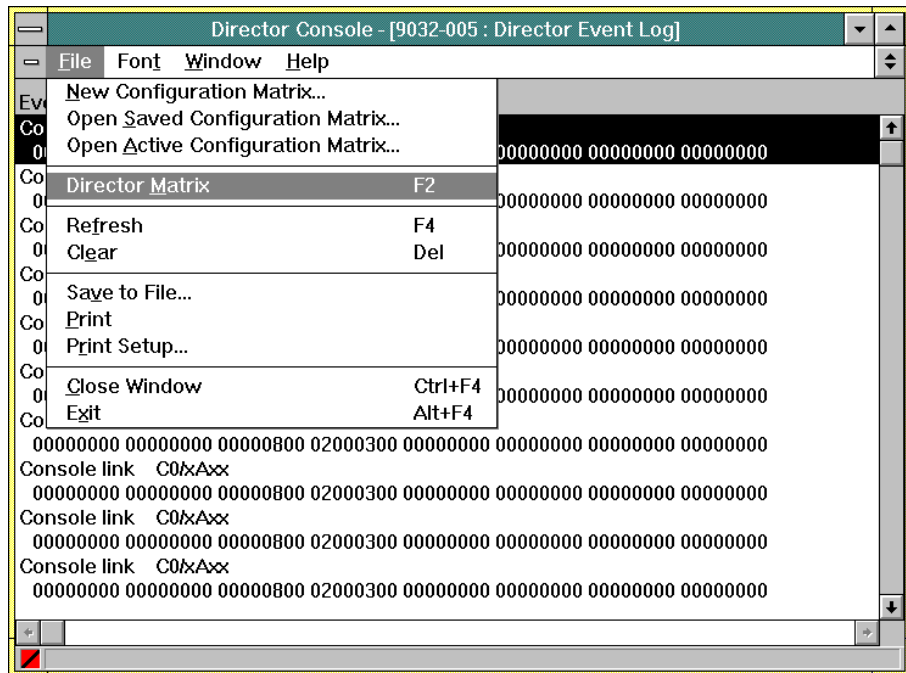 Director Console - [9032-005 : Director Event Log]
File Font Window Help
New Configuration Matrix...
Open Saved Configuration Matrix...
Open Active Configuration Matrix...
00000000 00000000 00000000
Director Matrix F2
00000000 00000000 00000000
Refresh F4
Clear Del
00000000 00000000 00000000
Save to File...
00000000 00000000 00000000
Print
Print Setup...
00000000 00000000 00000000
Close Window Ctrl+F4
00000000 00000000 00000000
Exit Alt+F4
00000000 00000000 00000800 02000300 00000000 00000000 00000000 00000000
Console link C0/xAxx
00000000 00000000 00000800 02000300 00000000 00000000 00000000 00000000
Console link C0/xAxx
00000000 00000000 00000800 02000300 00000000 00000000 00000000 00000000
Console link C0/xAxx
00000000 00000000 00000800 02000300 00000000 00000000 00000000 00000000